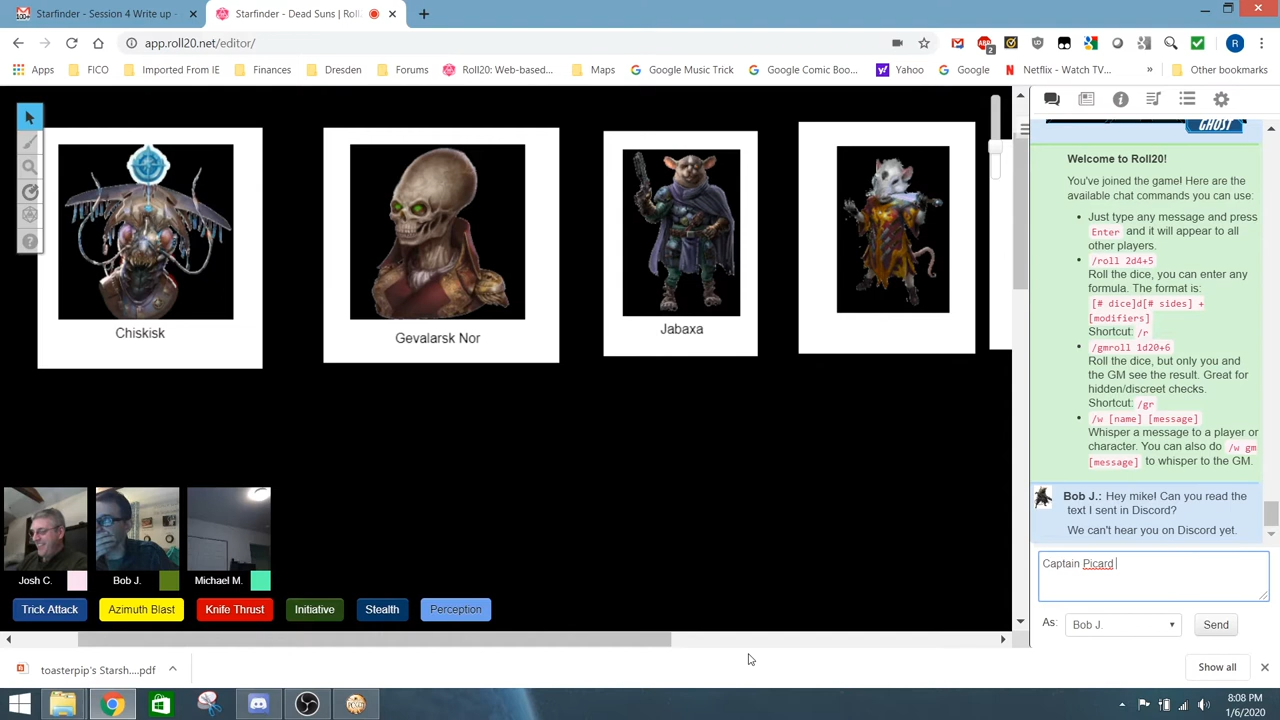 Starfinder - Session 4 Write up -
Starfinder - Dead Suns | Roll
app.roll20.net/editor/
2
R
Apps
FICO
Imported From IE
Finances
Dresden
Forums
Roll20: Web-based...
Maps
Google Music Trick
Google Comic Boo...
Yahoo
Google
Netflix - Watch TV...
»
Other bookmarks
Chiskisk
Gevalarsk Nor
Jabaxa
GHOST
Welcome to Roll20!
You've joined the game! Here are the
available chat commands you can use:
• Just type any message and press
Enter and it will appear to all
other players.
• /roll 2d4+5
Roll the dice, you can enter any
formula. The format is:
[# dice]d[# sides] +
[modifiers]
Shortcut: /r
• /gmroll 1d20+6
Roll the dice, but only you and
the GM see the result. Great for
hidden/discreet checks.
Shortcut: /gr
• /w [name] [message]
Whisper a message to a player or
character. You can also do /w gm
[message] to whisper to the GM.
Bob J.: Hey mike! Can you read the
text I sent in Discord?
We can't hear you on Discord yet.
Captain Picard
As: Bob J.
Send
Josh C.
Bob J.
Michael M.
Trick Attack
Azimuth Blast
Knife Thrust
Initiative
Stealth
Perception
toasterpip's Starsh....pdf
Show all
8:08 PM
1/6/2020